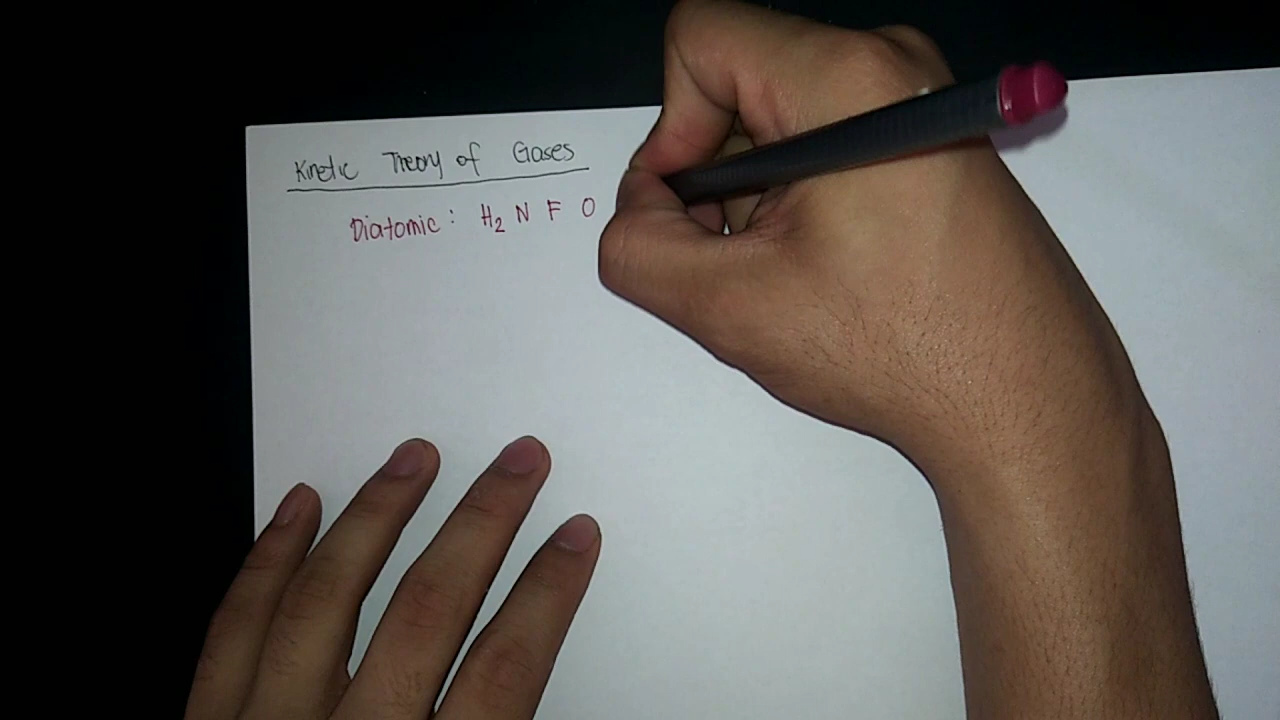 Kinetic Theory of Gases
Diatomic : H2 N F O